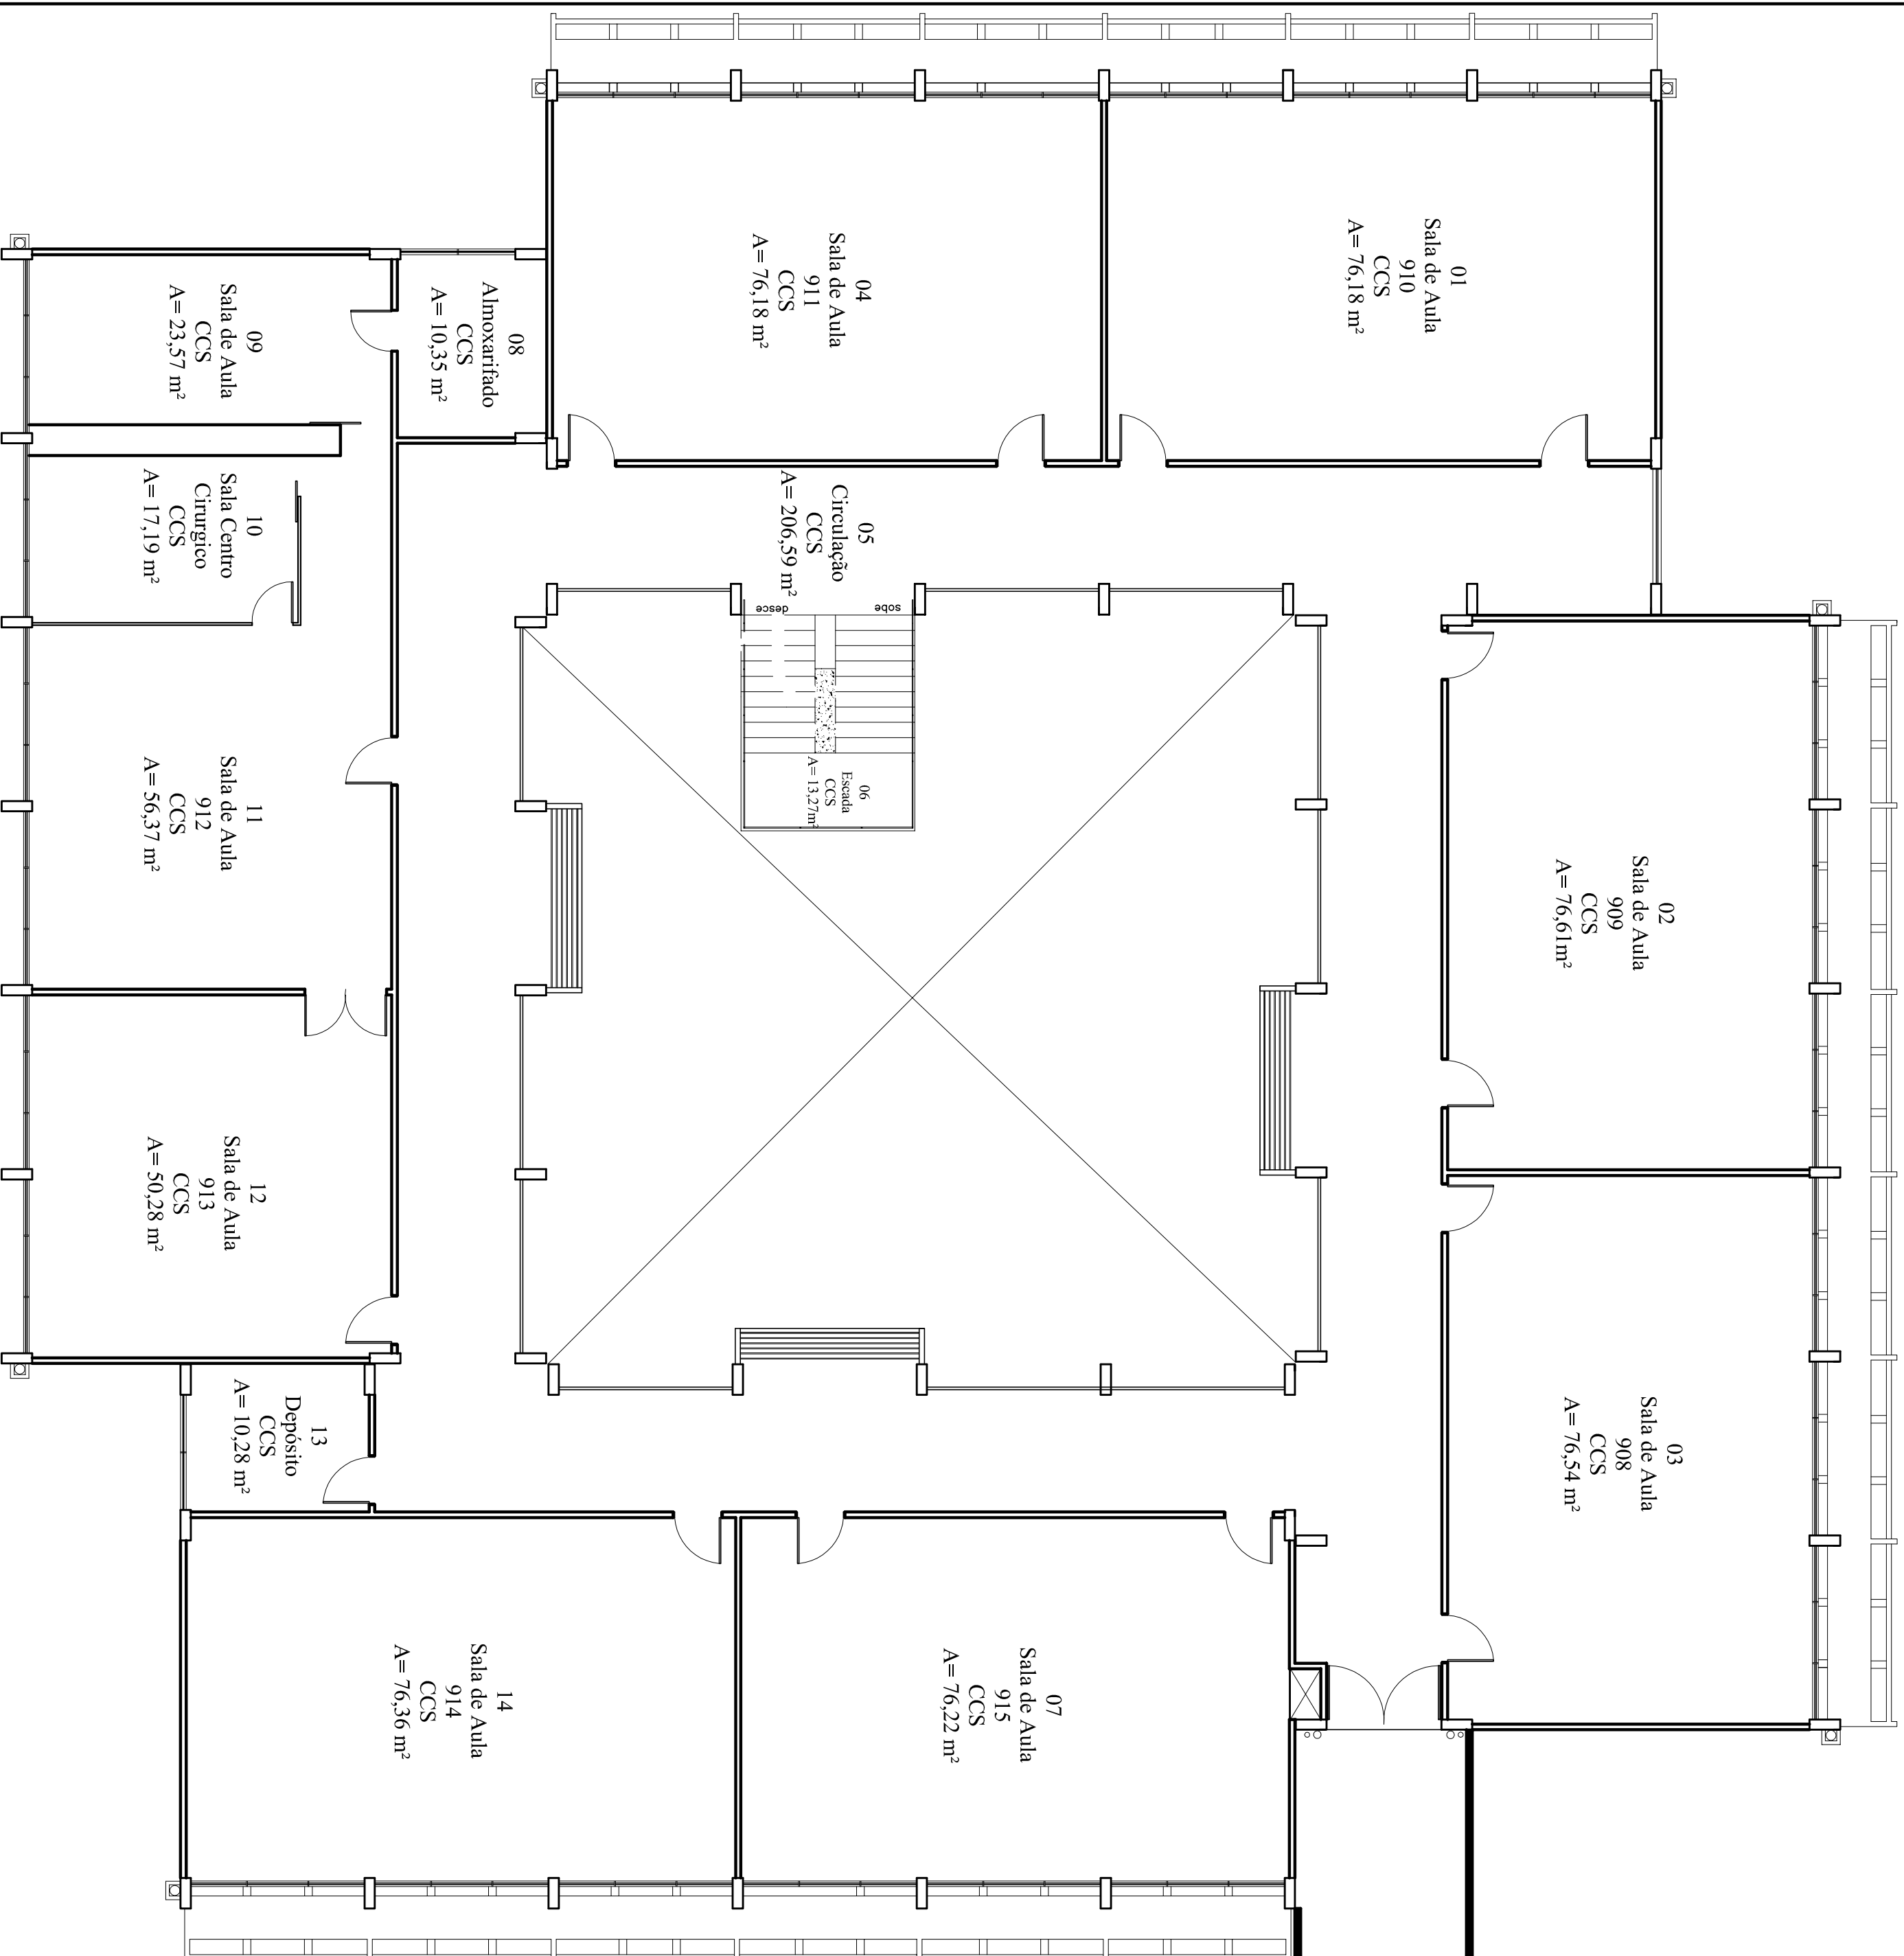 01
Sala de Aula
910
CCS
A= 76,18 m²
02
Sala de Aula
909
CCS
A= 76,61m²
03
Sala de Aula
908
CCS
A= 76,54 m²
04
Sala de Aula
911
CCS
A= 76,18 m²
05
Circulação
CCS
A= 206,59 m²
sobe
desce
06
Escada
CCS
A= 13,27m²
07
Sala de Aula
915
CCS
A= 76,22 m²
08
Almoxarifado
CCS
A= 10,35 m²
09
Sala de Aula
CCS
A= 23,57 m²
10
Sala Centro
Cirurgico
CCS
A= 17,19 m²
11
Sala de Aula
912
CCS
A= 56,37 m²
12
Sala de Aula
913
CCS
A= 50,28 m²
13
Depósito
CCS
A= 10,28 m²
14
Sala de Aula
914
CCS
A= 76,36 m²